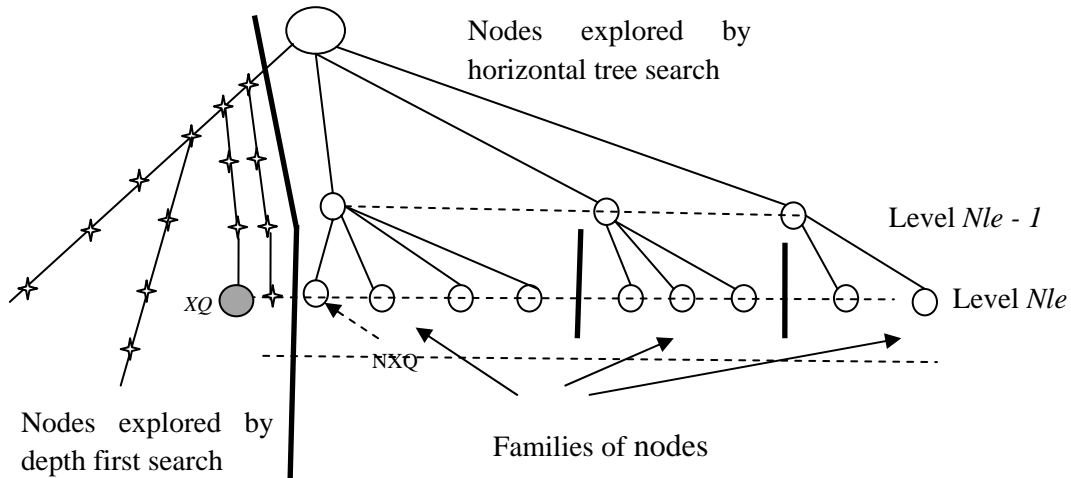 Nodes explored by
horizontal tree search
Level Nle - 1
XQ
Level Nle
NXQ
Nodes explored by
depth first search
Families of nodes